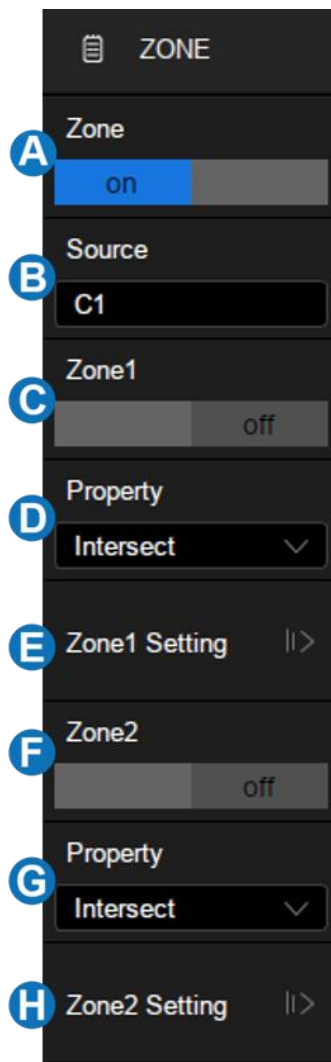 ZONE
Zone
A
on
Source
B
C1
Zone1
C
off
Property
D
Intersect
E
Zone1 Setting
Zone2
F
off
Property
G
Intersect
H
Zone2 Setting